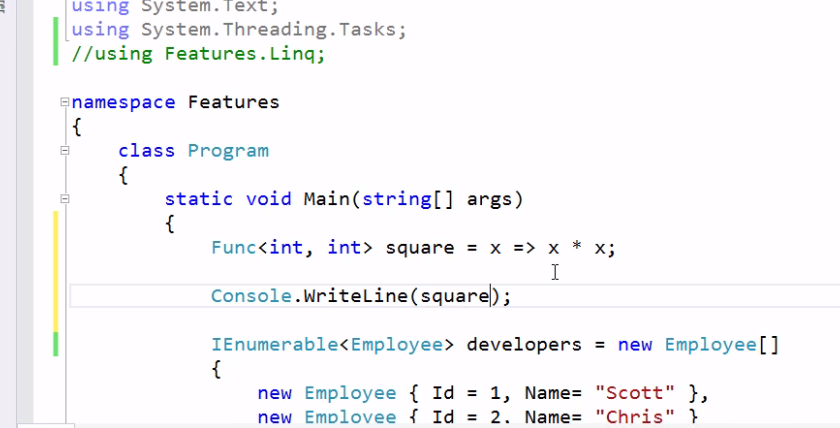 using System.Text;
using System.Threading.Tasks;
//using Features.Linq;
namespace Features
{
class Program
{
static void Main(string[] args)
{
Func<int, int> square = x => x * x;
Console.WriteLine(square);
IEnumerable<Employee> developers = new Employee[]
{
new Employee { Id = 1, Name= "Scott" },
new Employee { Id = 2, Name= "Chris" }